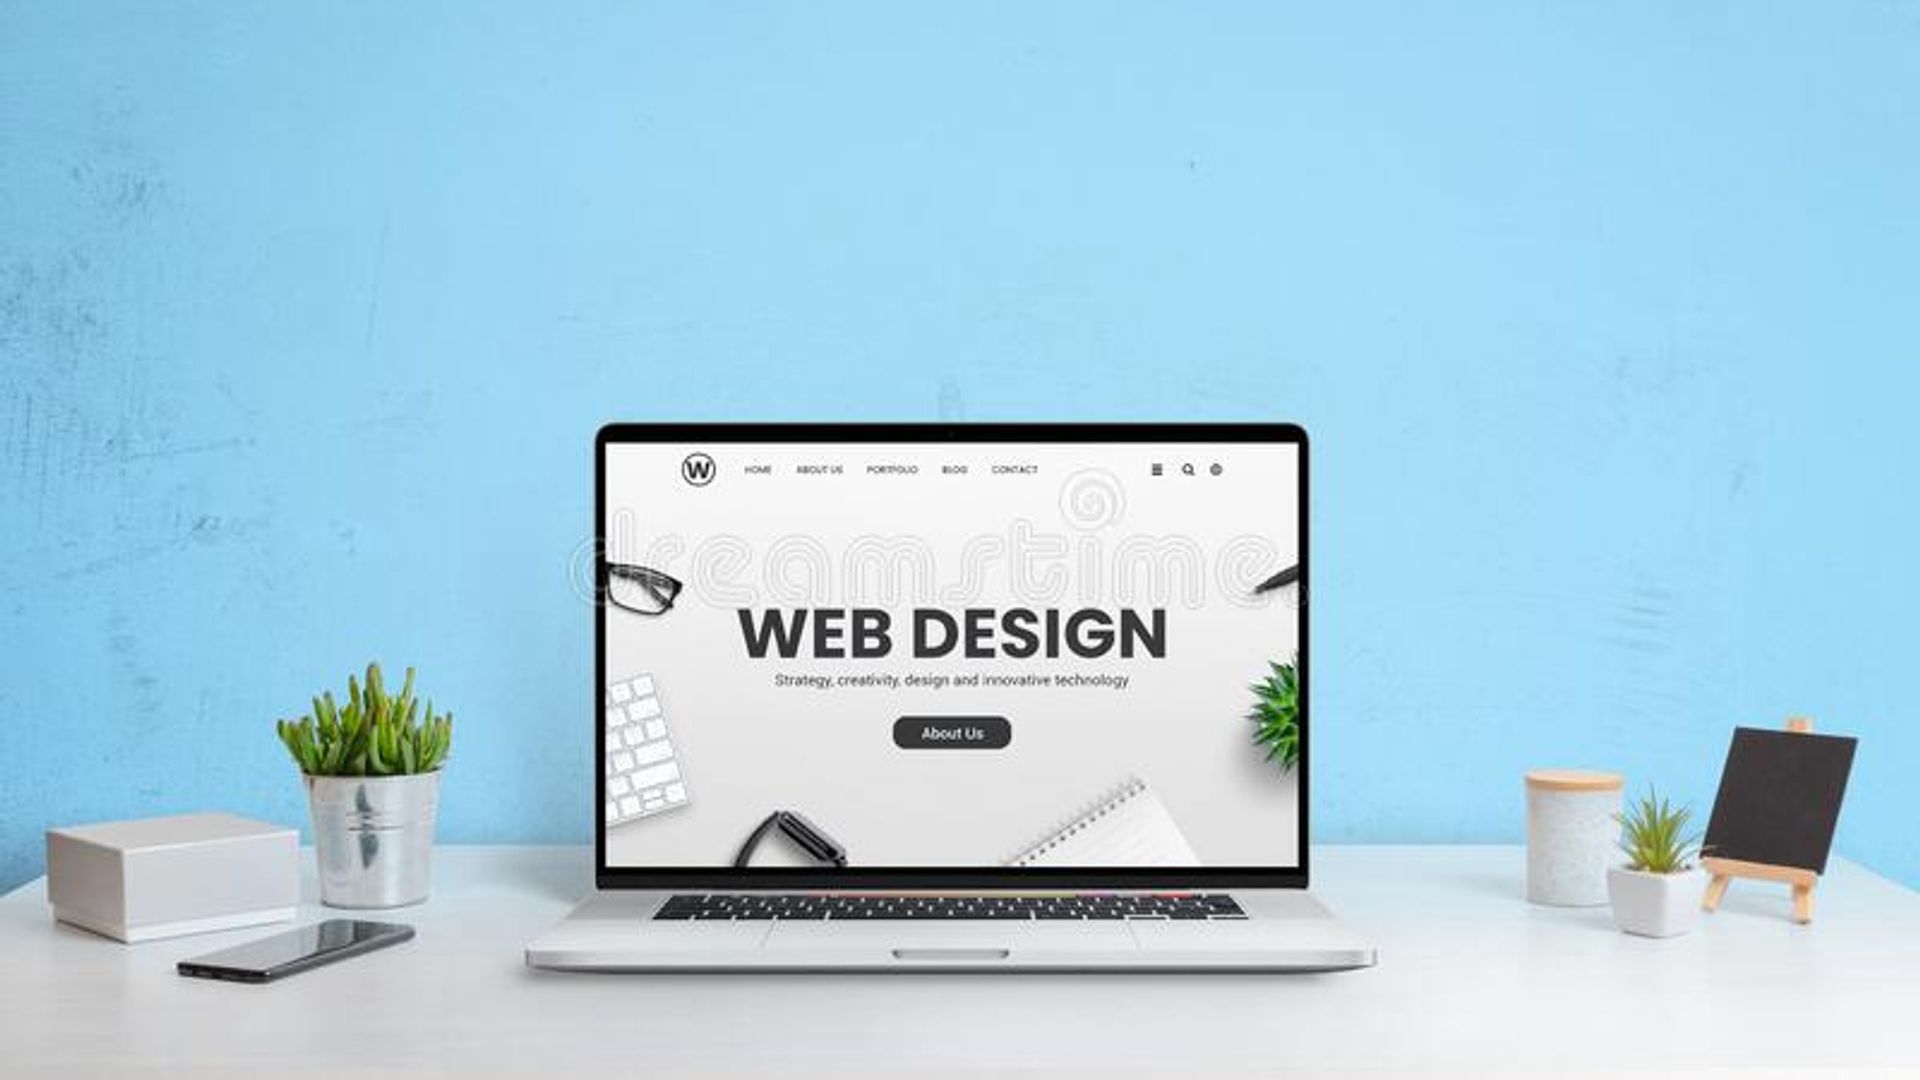 W HOME ABOUT US PORTFOLIO BLOG CONTACT
dreamstime.
WEB DESIGN
Strategy, creativity, design and innovative technology
About Us